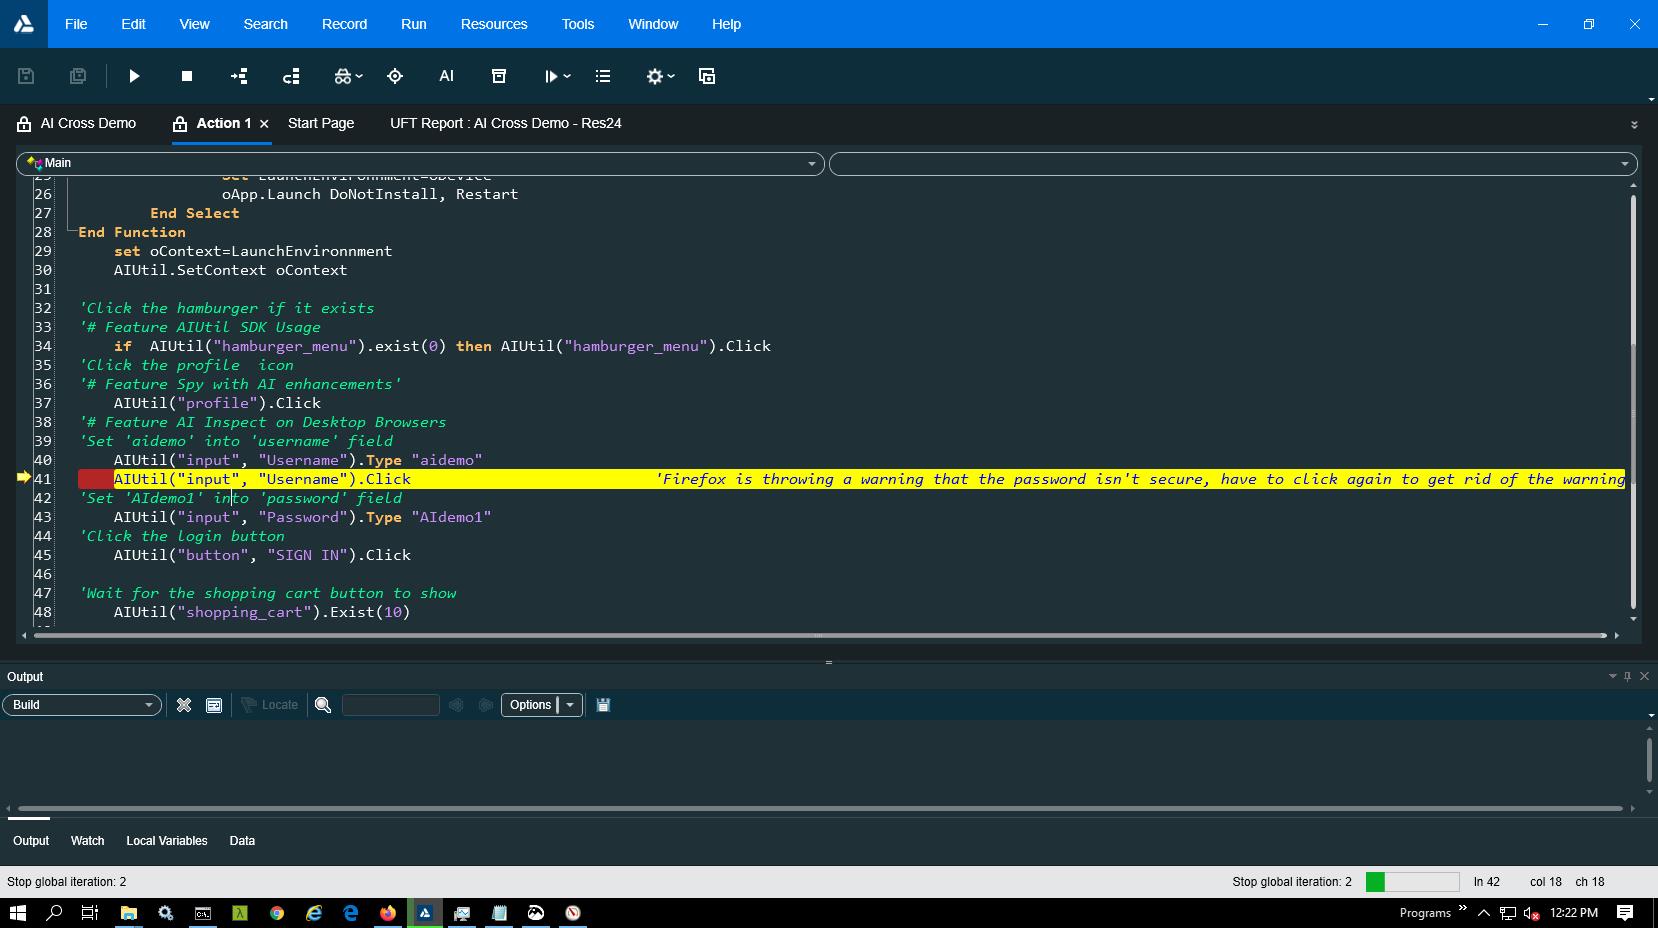 File Edit View Search Record Run Resources Tools Window Help
AI
AI Cross Demo Action 1 Start Page UFT Report : AI Cross Demo - Res24
Main
25 Set LaunchEnvironnment=oDevice
26 oApp.Launch DoNotInstall, Restart
27 End Select
28 End Function
29 set oContext=LaunchEnvironnment
30 AIUtil.SetContext oContext
31
32 'Click the hamburger if it exists
33 '# Feature AIUtil SDK Usage
34 if AIUtil("hamburger_menu").exist(0) then AIUtil("hamburger_menu").Click
35 'Click the profile icon
36 '# Feature Spy with AI enhancements'
37 AIUtil("profile").Click
38 '# Feature AI Inspect on Desktop Browsers
39 'Set 'aidemo' into 'username' field
40 AIUtil("input", "Username").Type "aidemo"
41 AIUtil("input", "Username").Click 'Firefox is throwing a warning that the password isn't secure, have to click again to get rid of the warning
42 'Set 'AIdemo1' into 'password' field
43 AIUtil("input", "Password").Type "AIdemo1"
44 'Click the login button
45 AIUtil("button", "SIGN IN").Click
46
47 'Wait for the shopping cart button to show
48 AIUtil("shopping_cart").Exist(10)
Output
Build Locate Options
Output Watch Local Variables Data
Stop global iteration: 2 Stop global iteration: 2 ln 42 col 18 ch 18
Programs 12:22 PM